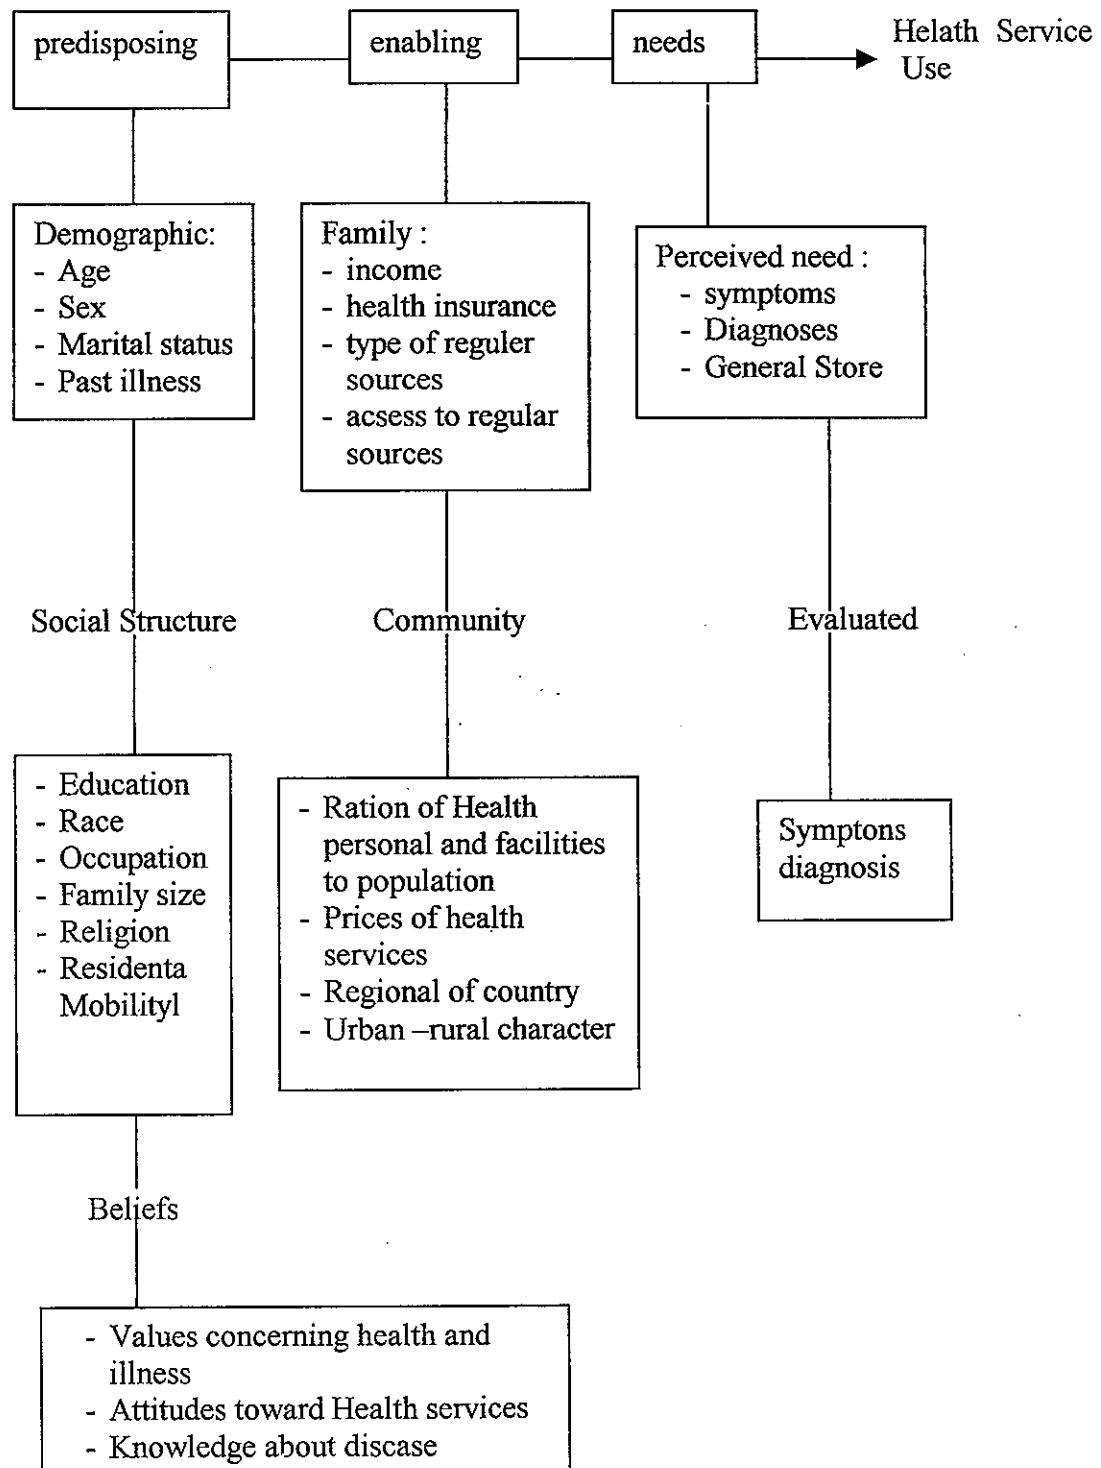 predisposing
enabling
needs
Helath Service
Use
Demographic:
- Age
- Sex
- Marital status
- Past illness
Family :
- income
- health insurance
- type of reguler
sources
- acsess to regular
sources
Perceived need :
- symptoms
- Diagnoses
- General Store
Social Structure
Community
Evaluated
- Education
- Race
- Occupation
- Family size
- Religion
- Residenta
Mobilityl
- Ration of Health
personal and facilities
to population
- Prices of health
services
- Regional of country
- Urban –rural character
Symptons
diagnosis
Beliefs
- Values concerning health and
illness
- Attitudes toward Health services
- Knowledge about discase